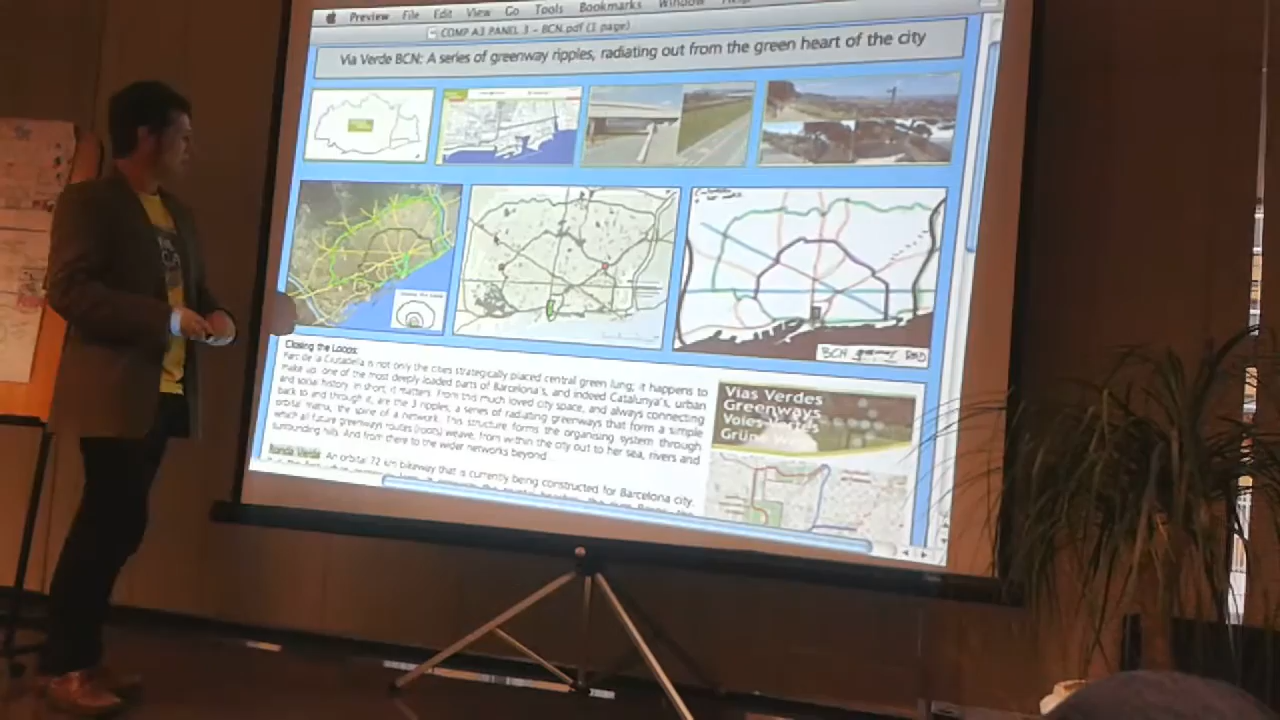 Preview File Edit View Go Tools Bookmarks Window Help
COMP A3 PANEL 3 - BCN.pdf (1 page)
Via Verde BCN: A series of greenway ripples, radiating out from the green heart of the city
BCN
Closing the Loops:
Parc de la Ciutadella is not only the cities strategically placed central green lung; it happens to
make up one of the most deeply loaded parts of Barcelona's, and indeed Catalunya's, urban
and social history. In short, it matters. From this much loved city space, and always connecting
back to and through it, are the 3 ripples; a series of radiating greenways that form a simple
orbital matrix, the spine of a network. This structure forms the organising system through
which all future greenways routes (roots) weave, from within the city out to her sea, rivers and
surrounding hills. And from there to the wider networks beyond.
Ronda Verde: An orbital 72 km bikeway that is currently being constructed for Barcelona city.
Vias Verdes
Greenways
Voies Vertes